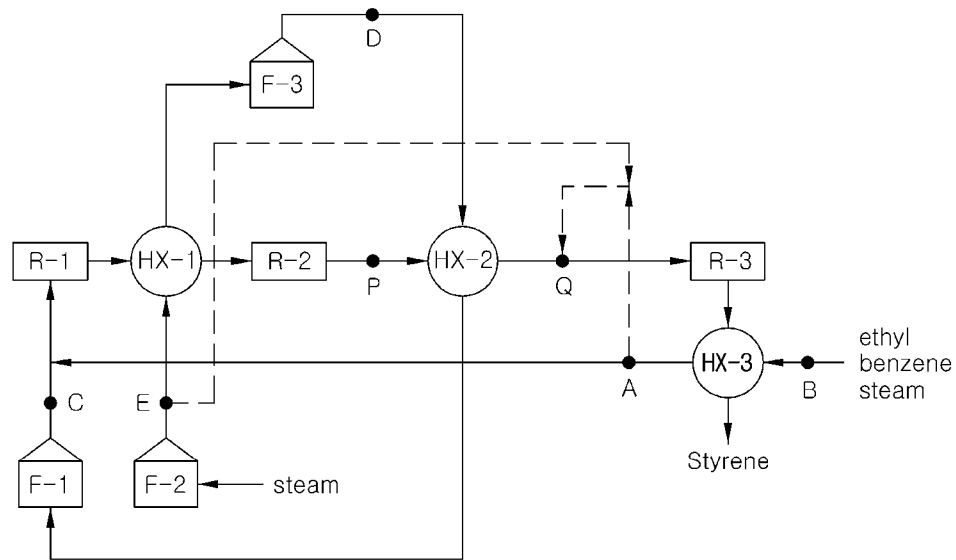 D
F-3
R-1
HX-1
R-2
P
HX-2
Q
R-3
C
E
A
HX-3
B
ethyl
benzene
steam
F-1
F-2
steam
Styrene